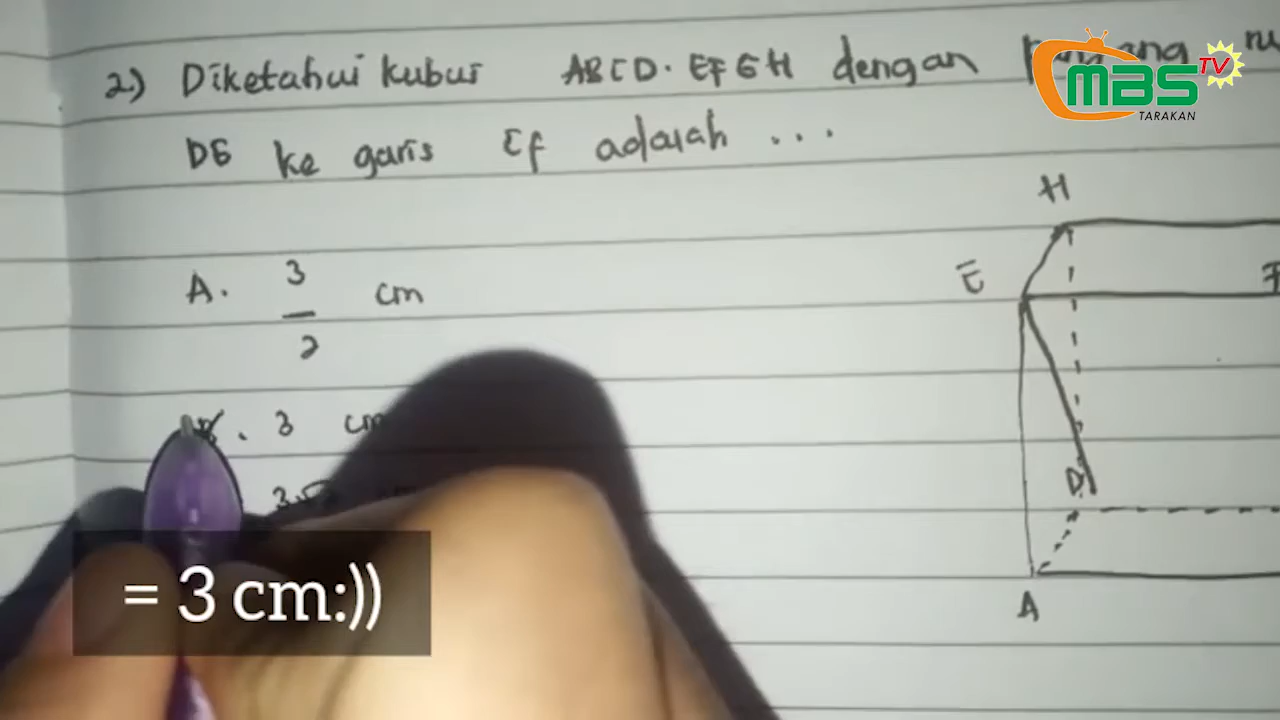 2.) Diketahui kubus ABCD.EFGH dengan
DE ke garis EF adalah ...
H
E
A. 3/2 cm
3 cm
D
= 3 cm:))
A
MBS TV
TARAKAN